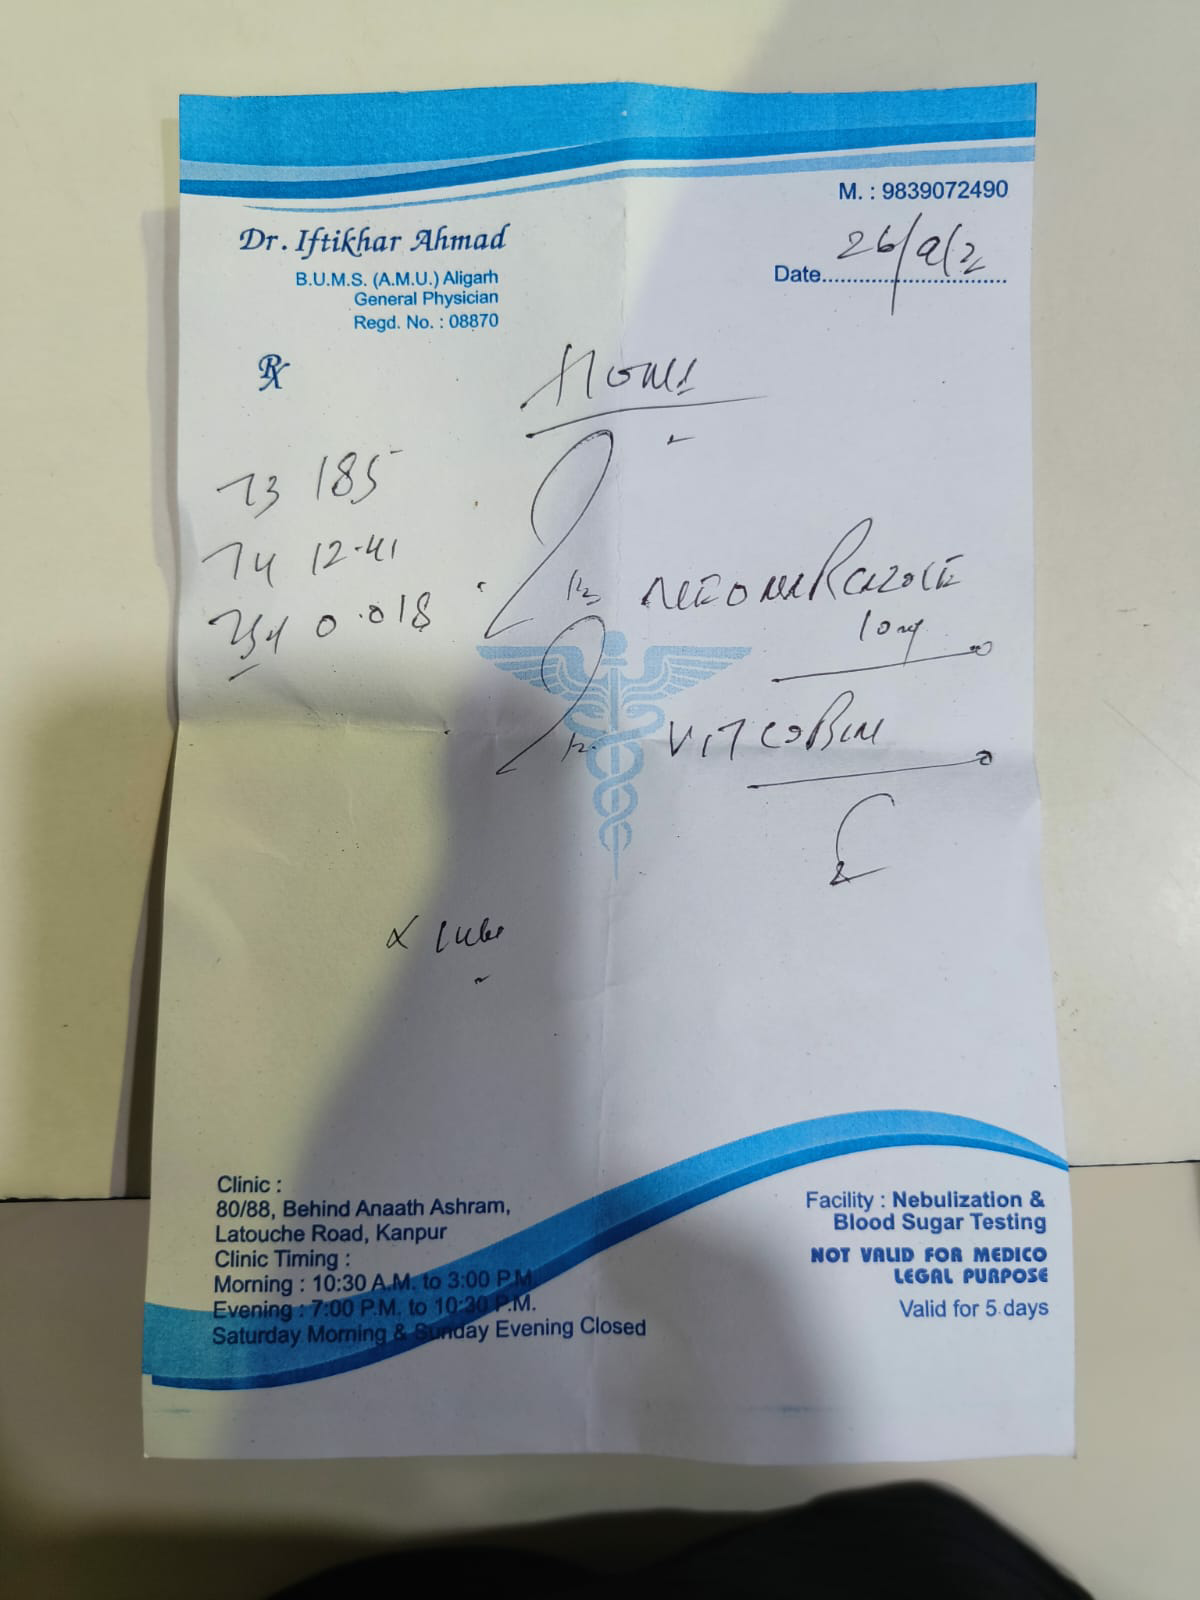 M. : 9839072490
Dr. Iftikhar Ahmad
B.U.M.S. (A.M.U.) Aligarh
General Physician
Regd. No. : 08870
Date..................................
26/9/2
Rx
T3 185
T4 12.41
0.018
NEOMERCAZOLE
10mg
VITCOBIN
Clinic :
80/88, Behind Anaath Ashram,
Latouche Road, Kanpur
Clinic Timing :
Morning : 10:30 A.M. to 3:00 P.M.
Evening : 7:00 P.M. to 10:30 P.M.
Saturday Morning & Sunday Evening Closed
Facility : Nebulization &
Blood Sugar Testing
NOT VALID FOR MEDICO
LEGAL PURPOSE
Valid for 5 days